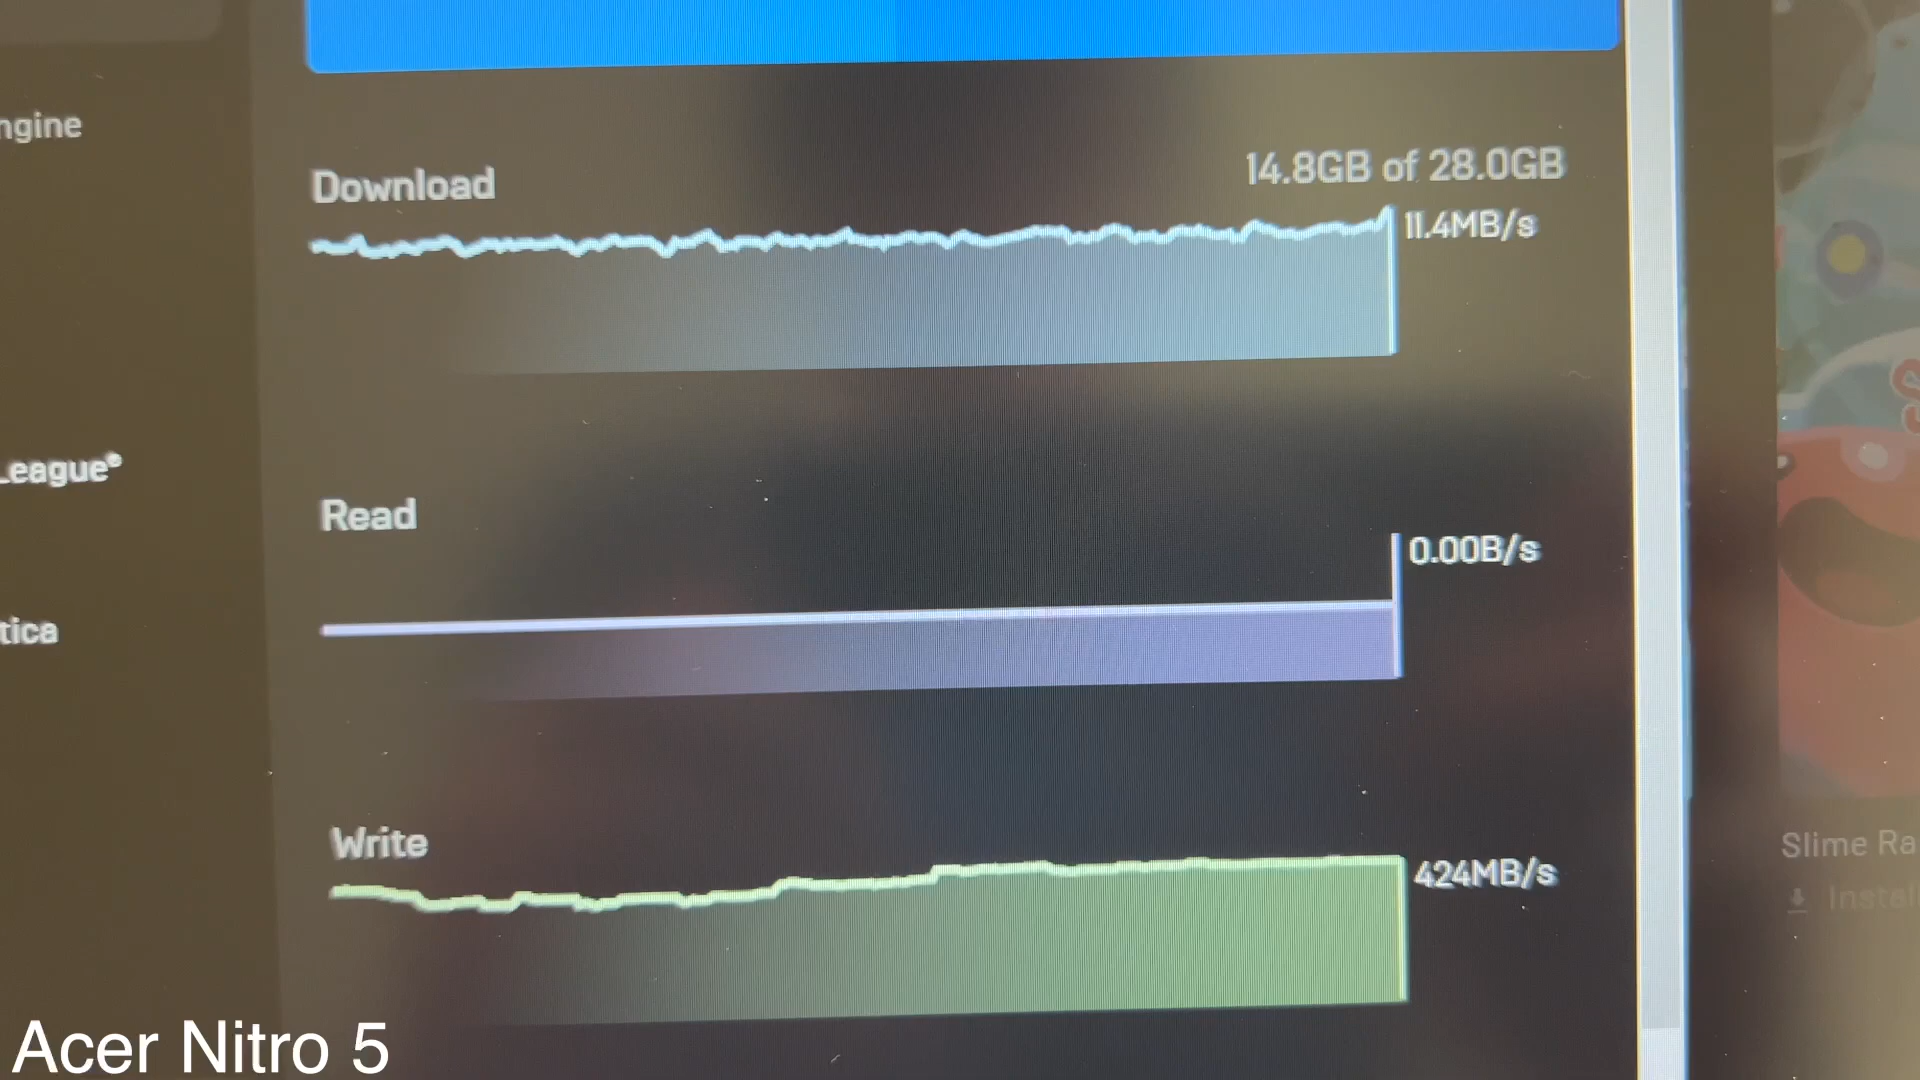 ngine
Download
14.8GB of 28.0GB
11.4MB/s
League®
Read
0.00B/s
tica
Write
424MB/s
Slime Ra
Instal
Acer Nitro 5